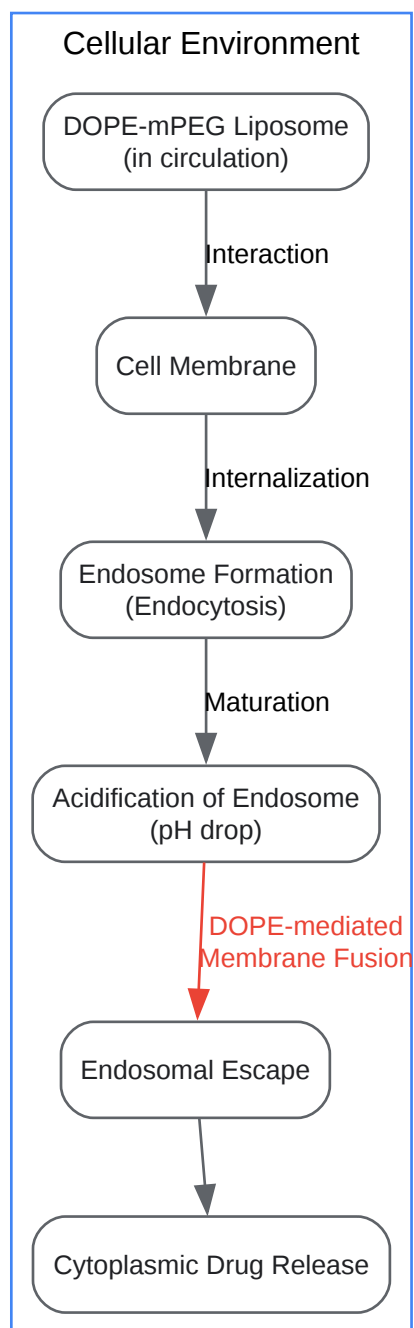 Cellular Environment
DOPE-mPEG Liposome
(in circulation)
Interaction
Cell Membrane
Internalization
Endosome Formation
(Endocytosis)
Maturation
Acidification of Endosome
(pH drop)
DOPE-mediated
Membrane Fusion
Endosomal Escape
Cytoplasmic Drug Release